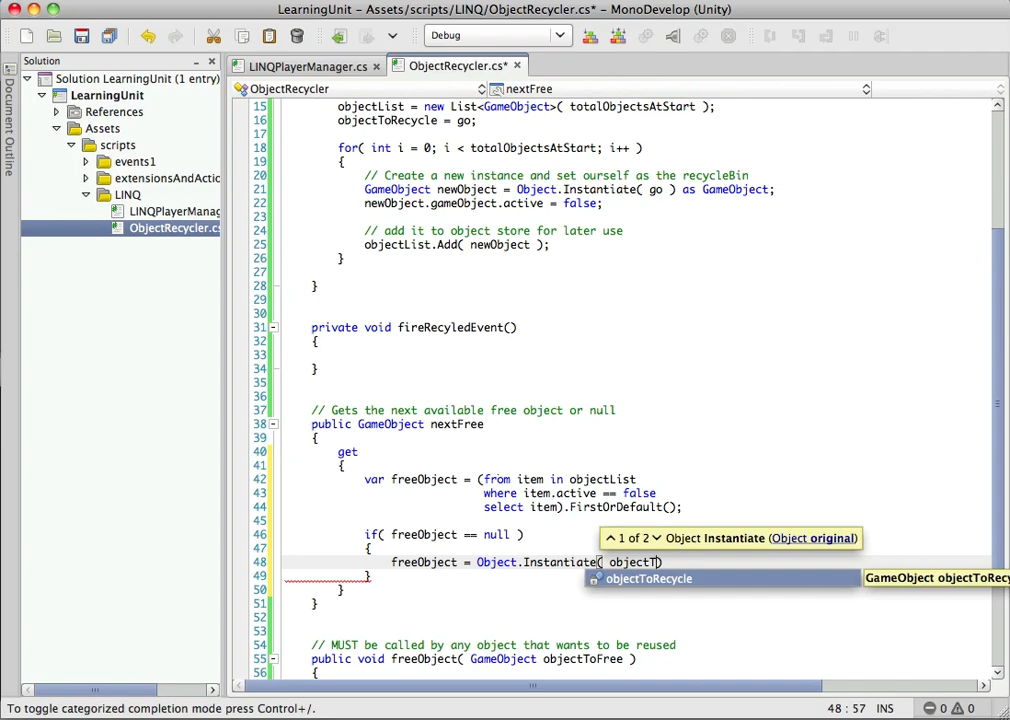 LearningUnit - Assets/scripts/LINQ/ObjectRecycler.cs* - MonoDevelop (Unity)
Debug
Solution
Document Outline
Solution LearningUnit (1 entry)
LearningUnit
References
Assets
scripts
events1
extensionsAndActio
LINQ
LINQPlayerManag
ObjectRecycler.cs
LINQPlayerManager.cs
ObjectRecycler.cs*
ObjectRecycler
nextFree
15 objectList = new List<GameObject>( totalObjectsAtStart );
16 objectToRecycle = go;
17
18 for( int i = 0; i < totalObjectsAtStart; i++ )
19 {
20 // Create a new instance and set ourself as the recycleBin
21 GameObject newObject = Object.Instantiate( go ) as GameObject;
22 newObject.gameObject.active = false;
23
24 // add it to object store for later use
25 objectList.Add( newObject );
26 }
27
28 }
29
30
31 private void fireRecyledEvent()
32 {
33
34 }
35
36
37 // Gets the next available free object or null
38 public GameObject nextFree
39 {
40 get
41 {
42 var freeObject = (from item in objectList
43 where item.active == false
44 select item).FirstOrDefault();
45
46 if( freeObject == null )
47 {
48 freeObject = Object.Instantiate( objectT)
49 }
50 }
51 }
52
53
54 // MUST be called by any object that wants to be reused
55 public void freeObject( GameObject objectToFree )
56 {
1 of 2 Object Instantiate (Object original)
objectToRecycle
GameObject objectToRecy
To toggle categorized completion mode press Control+/.
48 : 57 INS
0 0